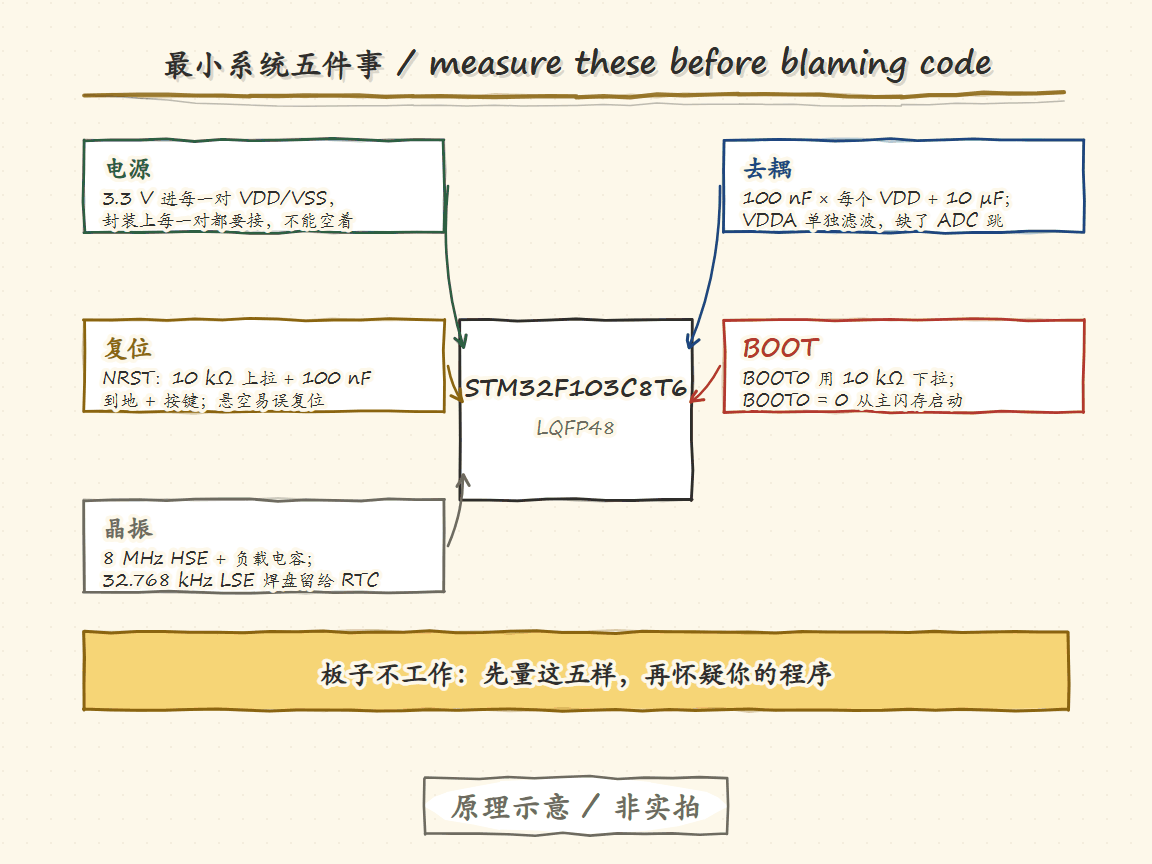 最小系统五件事 / measure these before blaming code
电源
3.3 V 进每一对 VDD/VSS，
封装上每一对都要接，不能空着
去耦
100 nF × 每个 VDD + 10 µF；
VDDA 单独滤波，缺了 ADC 跳
复位
NRST：10 kΩ 上拉 + 100 nF
到地 + 按键；悬空易误复位
STM32F103C8T6
LQFP48
BOOT
BOOT0 用 10 kΩ 下拉；
BOOT0 = 0 从主闪存启动
晶振
8 MHz HSE + 负载电容；
32.768 kHz LSE 焊盘留给 RTC
板子不工作：先量这五样，再怀疑你的程序
原理示意 / 非实拍